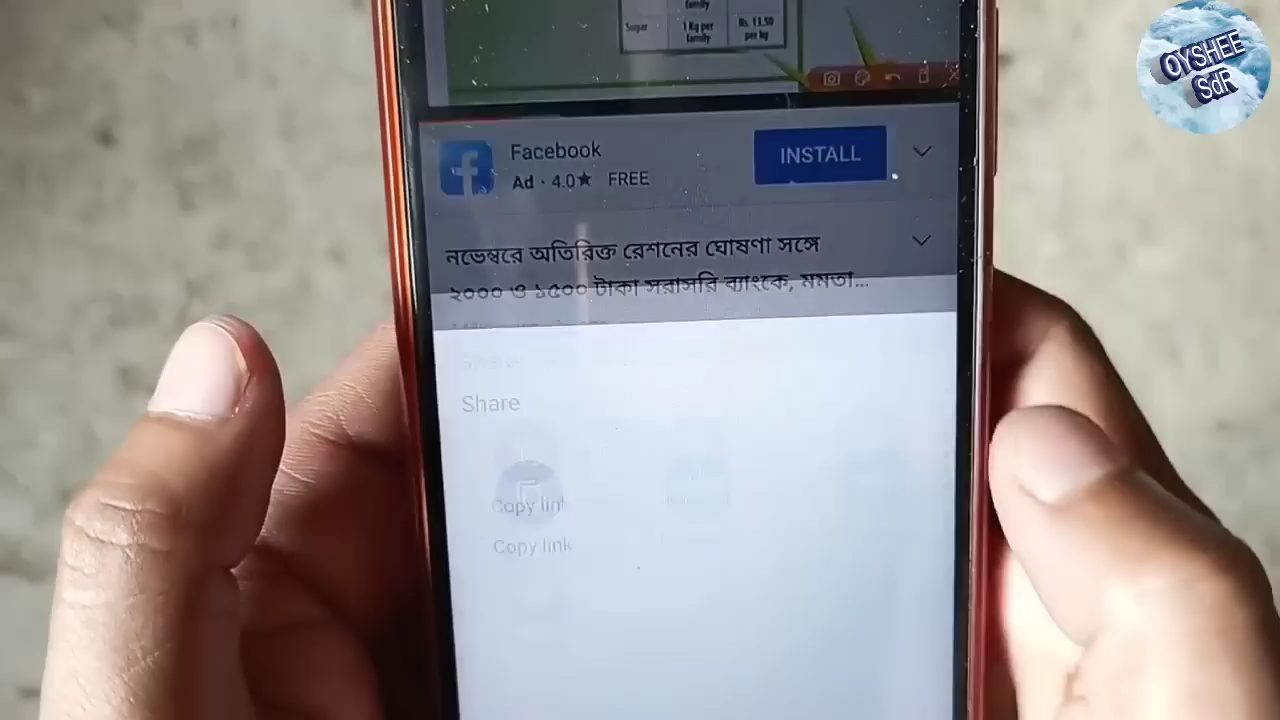 family
Sugar
1 Kg per
family
Rs. 13.50
per kg
OYSHEE
SdR
Facebook
Ad · 4.0★ FREE
INSTALL
নভেম্বরে অতিরিক্ত রেশনের ঘোষণা সঙ্গে
২০০০ ও ১৫০০ টাকা সরাসরি ব্যাংকে, মমতা...
Share
Share
Copy link
Copy link